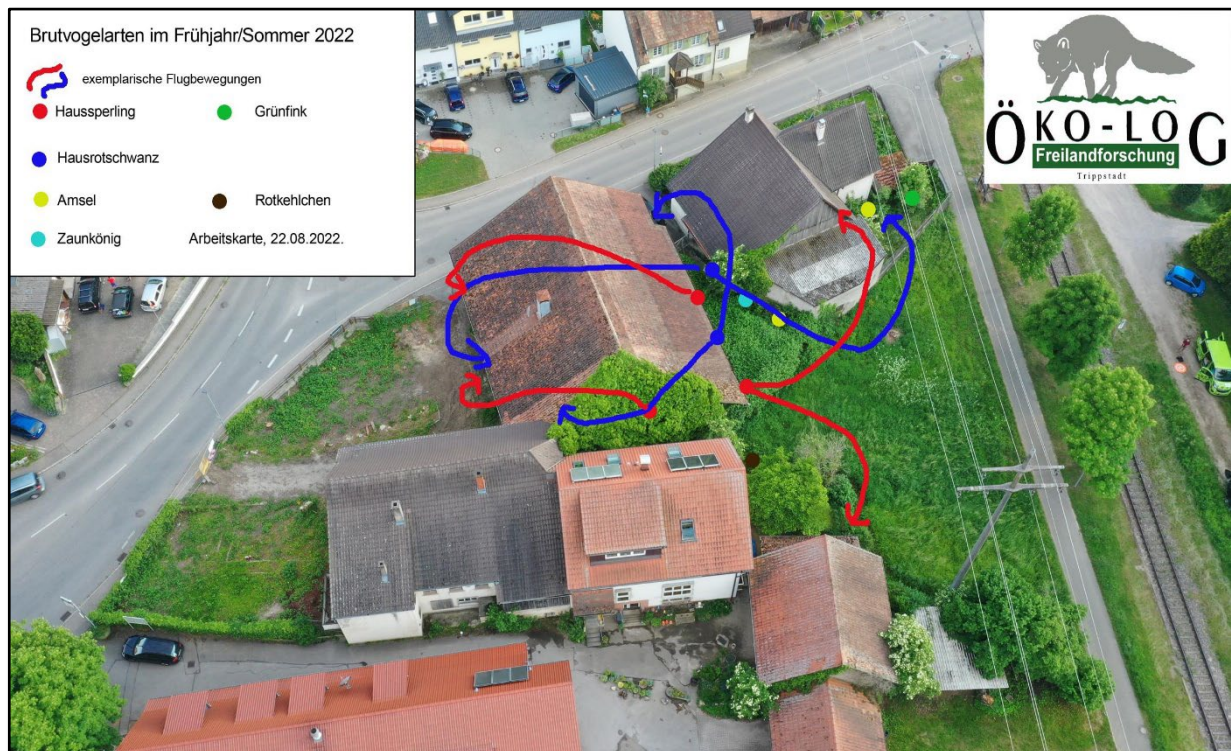 Brutvogelarten im Frühjahr/Sommer 2022
exemplarische Flugbewegungen
Haussperling
Grünfink
Hausrotschwanz
Amsel
Rotkehlchen
Zaunkönig
Arbeitskarte, 22.08.2022.
ÖKO-LOG
Freilandforschung
Trippstadt